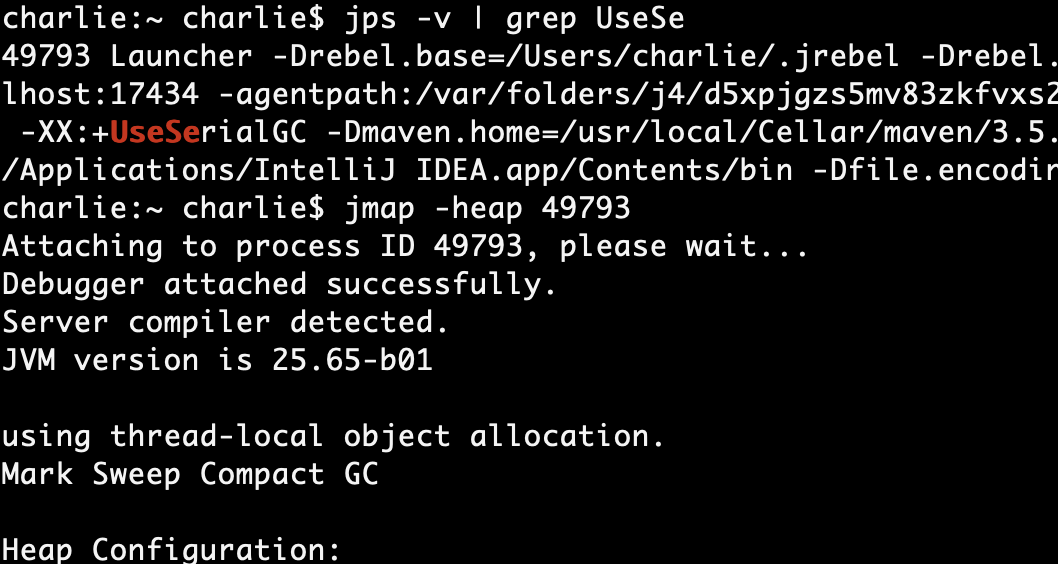 charlie:~ charlie$ jps -v | grep UseSe
49793 Launcher -Drebel.base=/Users/charlie/.jrebel -Drebel.
lhost:17434 -agentpath:/var/folders/j4/d5xpjgzs5mv83zkfvxs2
-XX:+UseSerialGC -Dmaven.home=/usr/local/Cellar/maven/3.5.
/Applications/IntelliJ IDEA.app/Contents/bin -Dfile.encodin
charlie:~ charlie$ jmap -heap 49793
Attaching to process ID 49793, please wait...
Debugger attached successfully.
Server compiler detected.
JVM version is 25.65-b01
using thread-local object allocation.
Mark Sweep Compact GC
Heap Configuration: